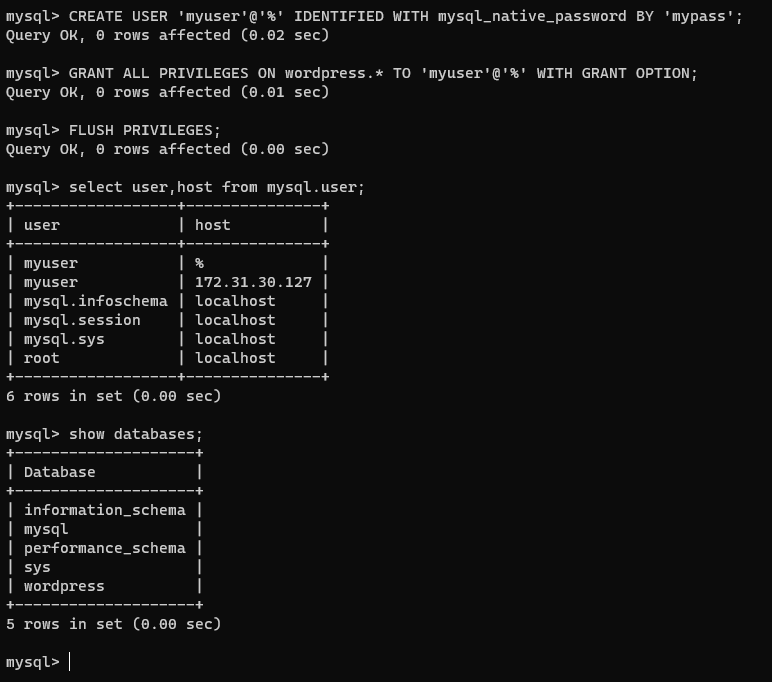 mysql> CREATE USER 'myuser'@'%' IDENTIFIED WITH mysql_native_password BY 'mypass';
Query OK, 0 rows affected (0.02 sec)
mysql> GRANT ALL PRIVILEGES ON wordpress.* TO 'myuser'@'%' WITH GRANT OPTION;
Query OK, 0 rows affected (0.01 sec)
mysql> FLUSH PRIVILEGES;
Query OK, 0 rows affected (0.00 sec)
mysql> select user,host from mysql.user;
+------------------+---------------+
| user             | host          |
+------------------+---------------+
| myuser           | %             |
| myuser           | 172.31.30.127 |
| mysql.infoschema | localhost     |
| mysql.session    | localhost     |
| mysql.sys        | localhost     |
| root             | localhost     |
+------------------+---------------+
6 rows in set (0.00 sec)
mysql> show databases;
+--------------------+
| Database           |
+--------------------+
| information_schema |
| mysql              |
| performance_schema |
| sys                |
| wordpress          |
+--------------------+
5 rows in set (0.00 sec)
mysql>